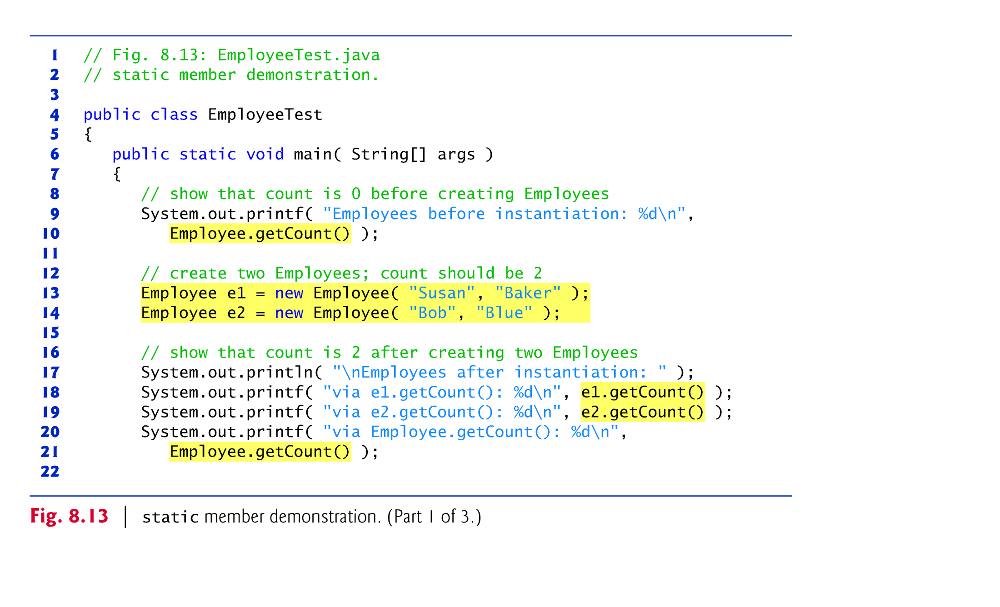 1 // Fig. 8.13: EmployeeTest.java
2 // static member demonstration.
3
4 public class EmployeeTest
5 {
6    public static void main( String[] args )
7    {
8       // show that count is 0 before creating Employees
9       System.out.printf( "Employees before instantiation: %d\n",
10         Employee.getCount() );
11
12      // create two Employees; count should be 2
13      Employee e1 = new Employee( "Susan", "Baker" );
14      Employee e2 = new Employee( "Bob", "Blue" );
15
16      // show that count is 2 after creating two Employees
17      System.out.println( "\nEmployees after instantiation: " );
18      System.out.printf( "via e1.getCount(): %d\n", e1.getCount() );
19      System.out.printf( "via e2.getCount(): %d\n", e2.getCount() );
20      System.out.printf( "via Employee.getCount(): %d\n",
21         Employee.getCount() );
22
Fig. 8.13 | static member demonstration. (Part 1 of 3.)